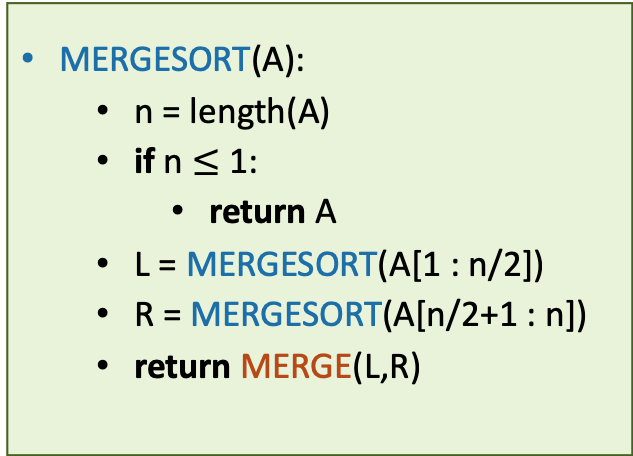 • MERGESORT(A):
• n = length(A)
• if n ≤ 1:
• return A
• L = MERGESORT(A[1 : n/2])
• R = MERGESORT(A[n/2+1 : n])
• return MERGE(L,R)